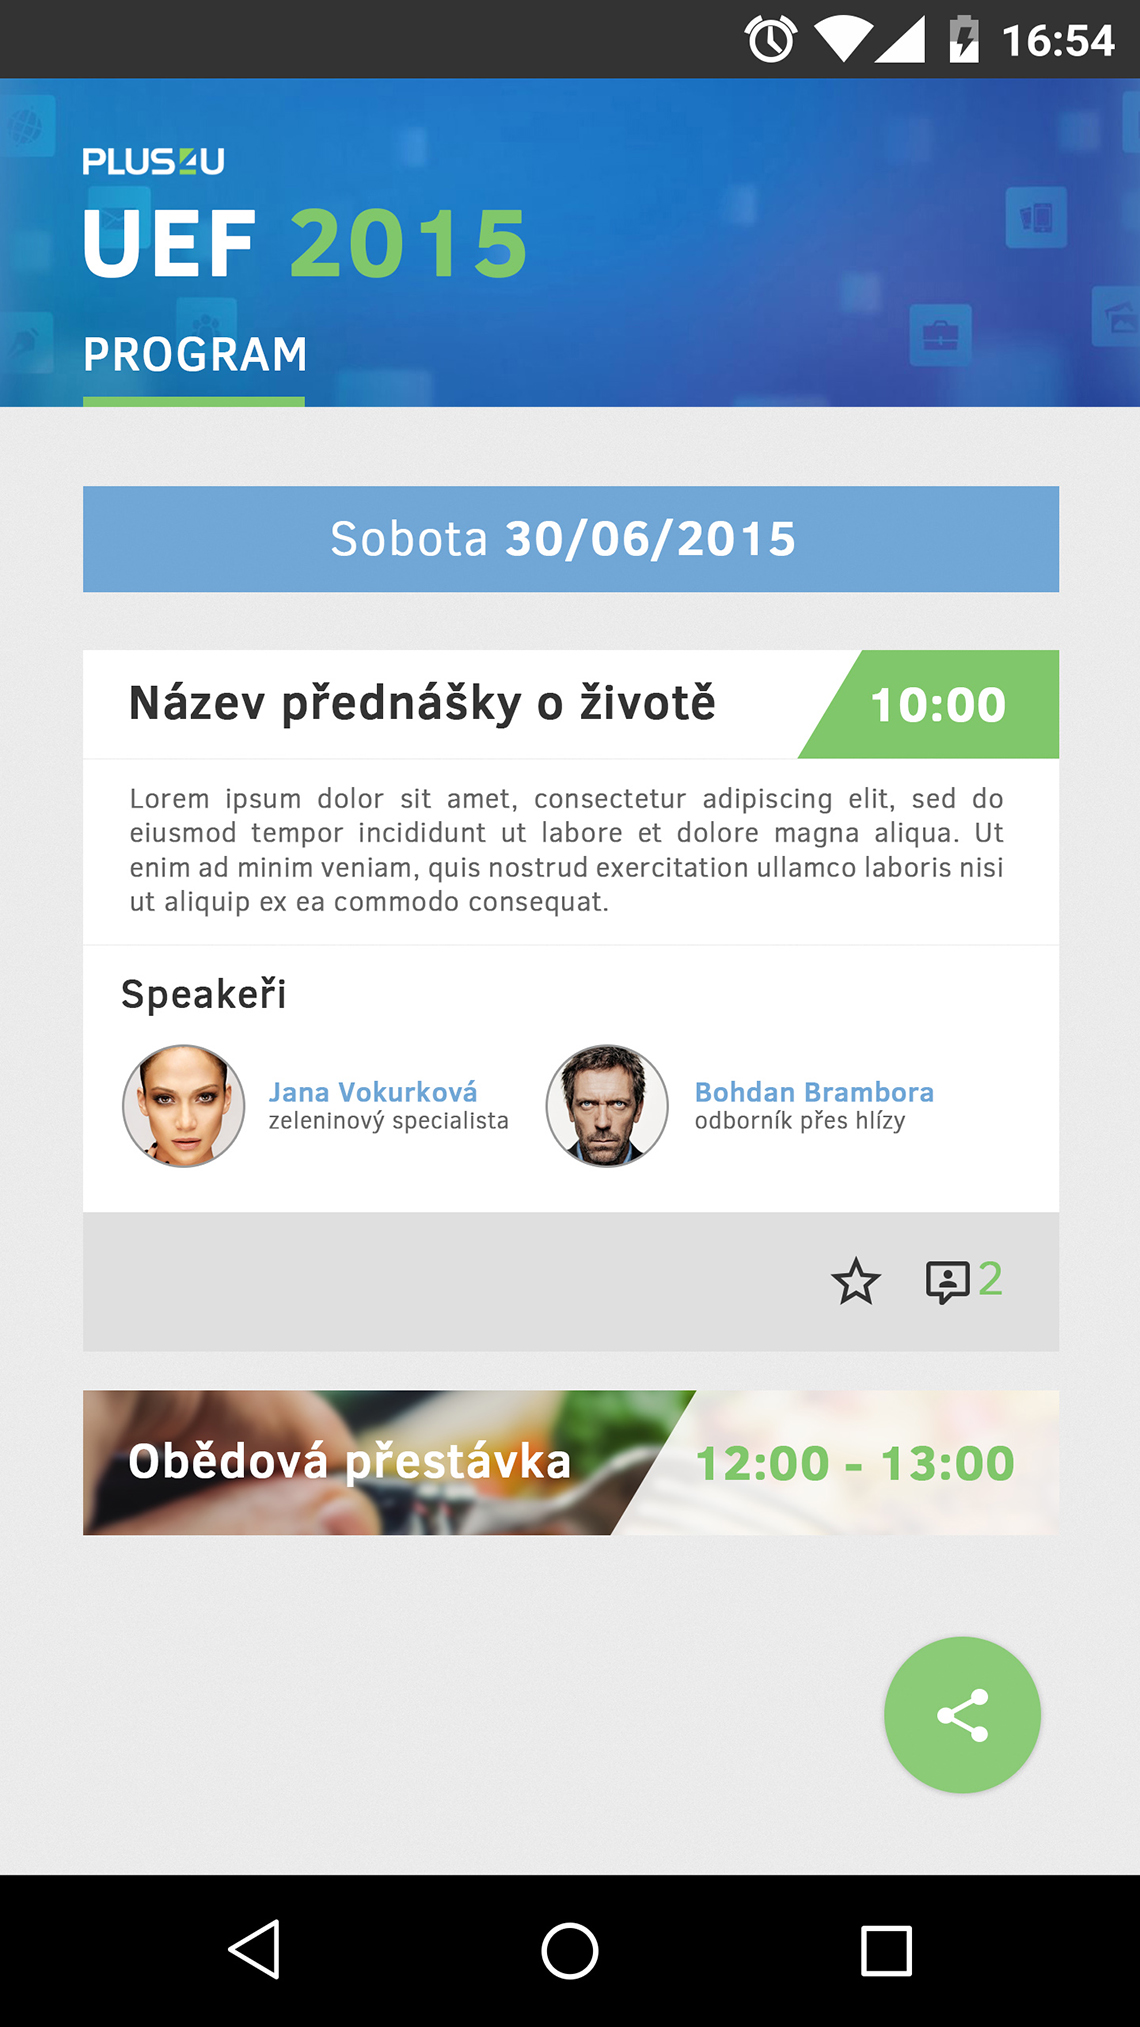 16:54
PLUS4U
UEF 2015
PROGRAM
Sobota 30/06/2015
Název přednášky o životě
10:00
Lorem ipsum dolor sit amet, consectetur adipiscing elit, sed do
eiusmod tempor incididunt ut labore et dolore magna aliqua. Ut
enim ad minim veniam, quis nostrud exercitation ullamco laboris nisi
ut aliquip ex ea commodo consequat.
Speakeři
Jana Vokurková
zeleninový specialista
Bohdan Brambora
odborník přes hlízy
2
Obědová přestávka
12:00 - 13:00